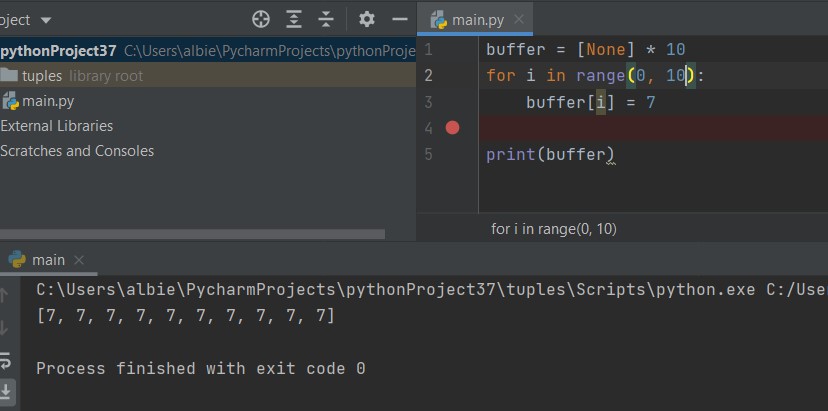 oject
pythonProject37 C:\Users\albie\PycharmProjects\pythonProje
tuples library root
main.py
External Libraries
Scratches and Consoles
main.py
1 buffer = [None] * 10
2 for i in range(0, 10):
3 buffer[i] = 7
4
5 print(buffer)
for i in range(0, 10)
main
C:\Users\albie\PycharmProjects\pythonProject37\tuples\Scripts\python.exe C:/Use
[7, 7, 7, 7, 7, 7, 7, 7, 7, 7]
Process finished with exit code 0